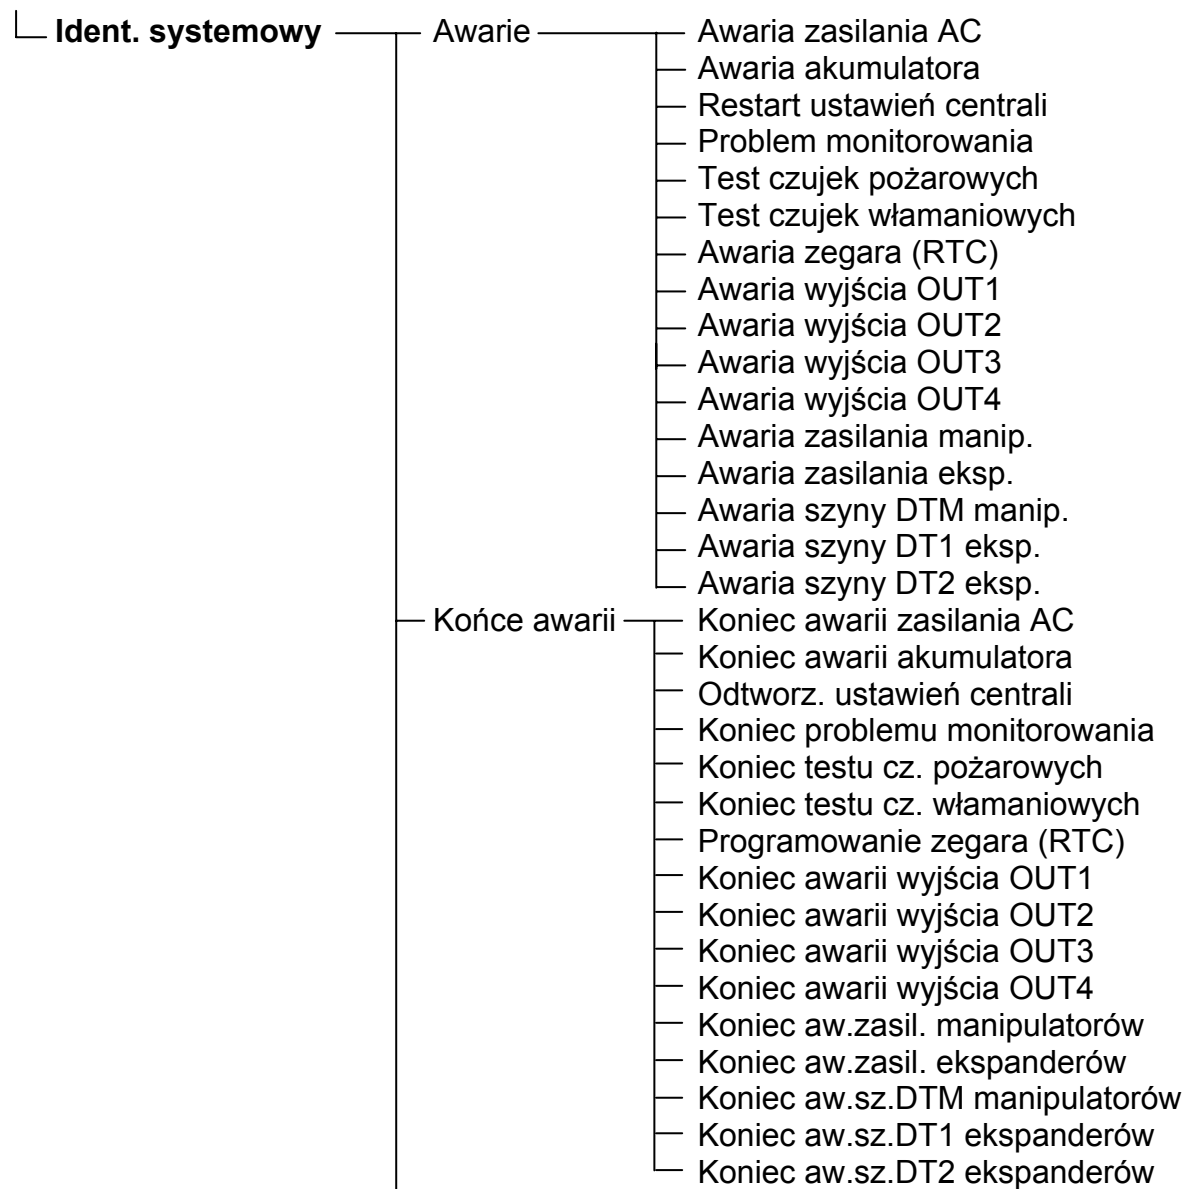 Ident. systemowy Awarie Awaria zasilania AC
Awaria akumulatora
Restart ustawień centrali
Problem monitorowania
Test czujek pożarowych
Test czujek włamaniowych
Awaria zegara (RTC)
Awaria wyjścia OUT1
Awaria wyjścia OUT2
Awaria wyjścia OUT3
Awaria wyjścia OUT4
Awaria zasilania manip.
Awaria zasilania eksp.
Awaria szyny DTM manip.
Awaria szyny DT1 eksp.
Awaria szyny DT2 eksp.
Końce awarii Koniec awarii zasilania AC
Koniec awarii akumulatora
Odtworz. ustawień centrali
Koniec problemu monitorowania
Koniec testu cz. pożarowych
Koniec testu cz. włamaniowych
Programowanie zegara (RTC)
Koniec awarii wyjścia OUT1
Koniec awarii wyjścia OUT2
Koniec awarii wyjścia OUT3
Koniec awarii wyjścia OUT4
Koniec aw.zasil. manipulatorów
Koniec aw.zasil. ekspanderów
Koniec aw.sz.DTM manipulatorów
Koniec aw.sz.DT1 ekspanderów
Koniec aw.sz.DT2 ekspanderów